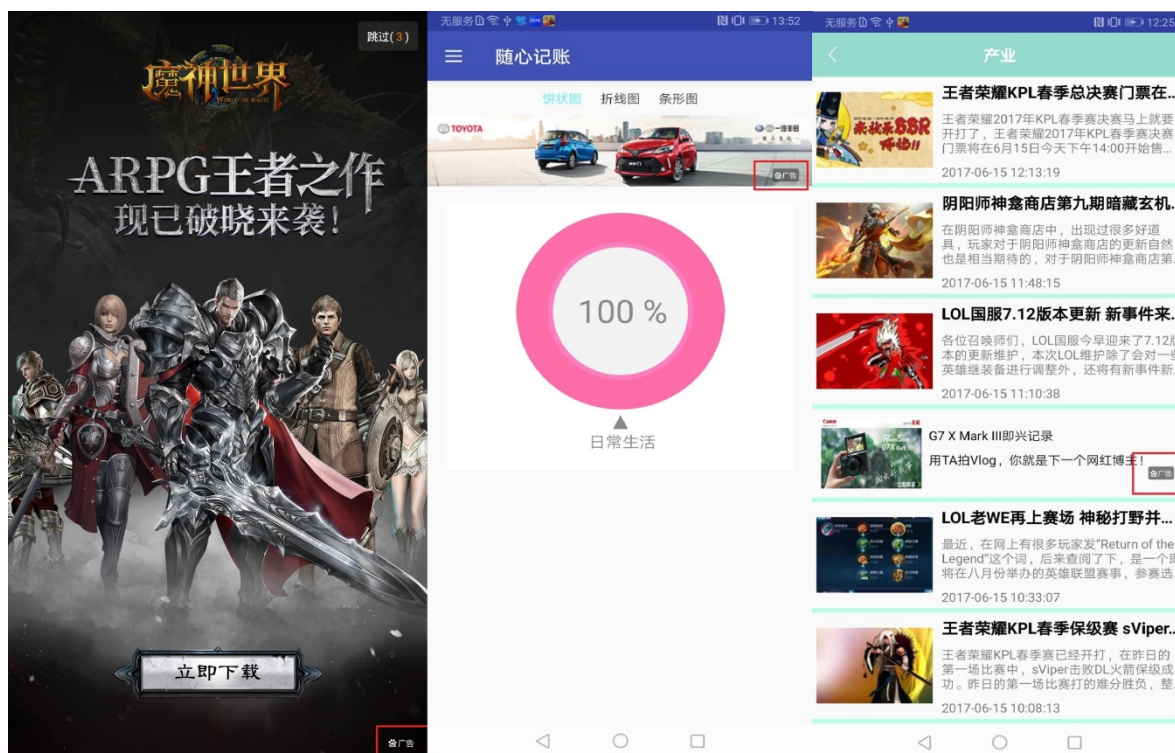 跳过(3)
魔神世界
WORLD OF MAGIC
ARPG王者之作
现已破晓来袭!
立即下载
广告
无服务
13:52
随心记账
饼状图 折线图 条形图
TOYOTA
一汽丰田
广告
100 %
日常生活
无服务
12:25
产业
未就来SSR
王者荣耀KPL春季总决赛门票在...
王者荣耀2017年KPL春季赛决赛马上就要
开打了，王者荣耀2017年KPL春季赛决赛
门票将在6月15日今天下午14:00开始售...
2017-06-15 12:13:19
阴阳师神龛商店第九期暗藏玄机...
在阴阳师神龛商店中，出现过很多好道
具，玩家对于阴阳师神龛商店的更新自然
也是相当期待的，对于阴阳师神龛商店第...
2017-06-15 11:48:15
LOL国服7.12版本更新 新事件来...
各位召唤师们，LOL国服今早迎来了7.12版
本的更新维护，本次LOL维护除了会对一些
英雄继装备进行调整外，还将有新事件新...
2017-06-15 11:10:38
Canon
G7 X Mark III即兴记录
用TA拍Vlog，你就是下一个网红博主!
广告
LOL老WE再上赛场 神秘打野并...
最近，在网上有很多玩家发"Return of the
Legend"这个词，后来查阅了下，是一个即
将在八月份举办的英雄联盟赛事，参赛选...
2017-06-15 10:33:07
王者荣耀KPL春季保级赛 sViper...
王者荣耀KPL春季赛已经开打，在昨日的
第一场比赛中，sViper击败DL火箭保级成
功。昨日的第一场比赛打的难分胜负，整...
2017-06-15 10:08:13